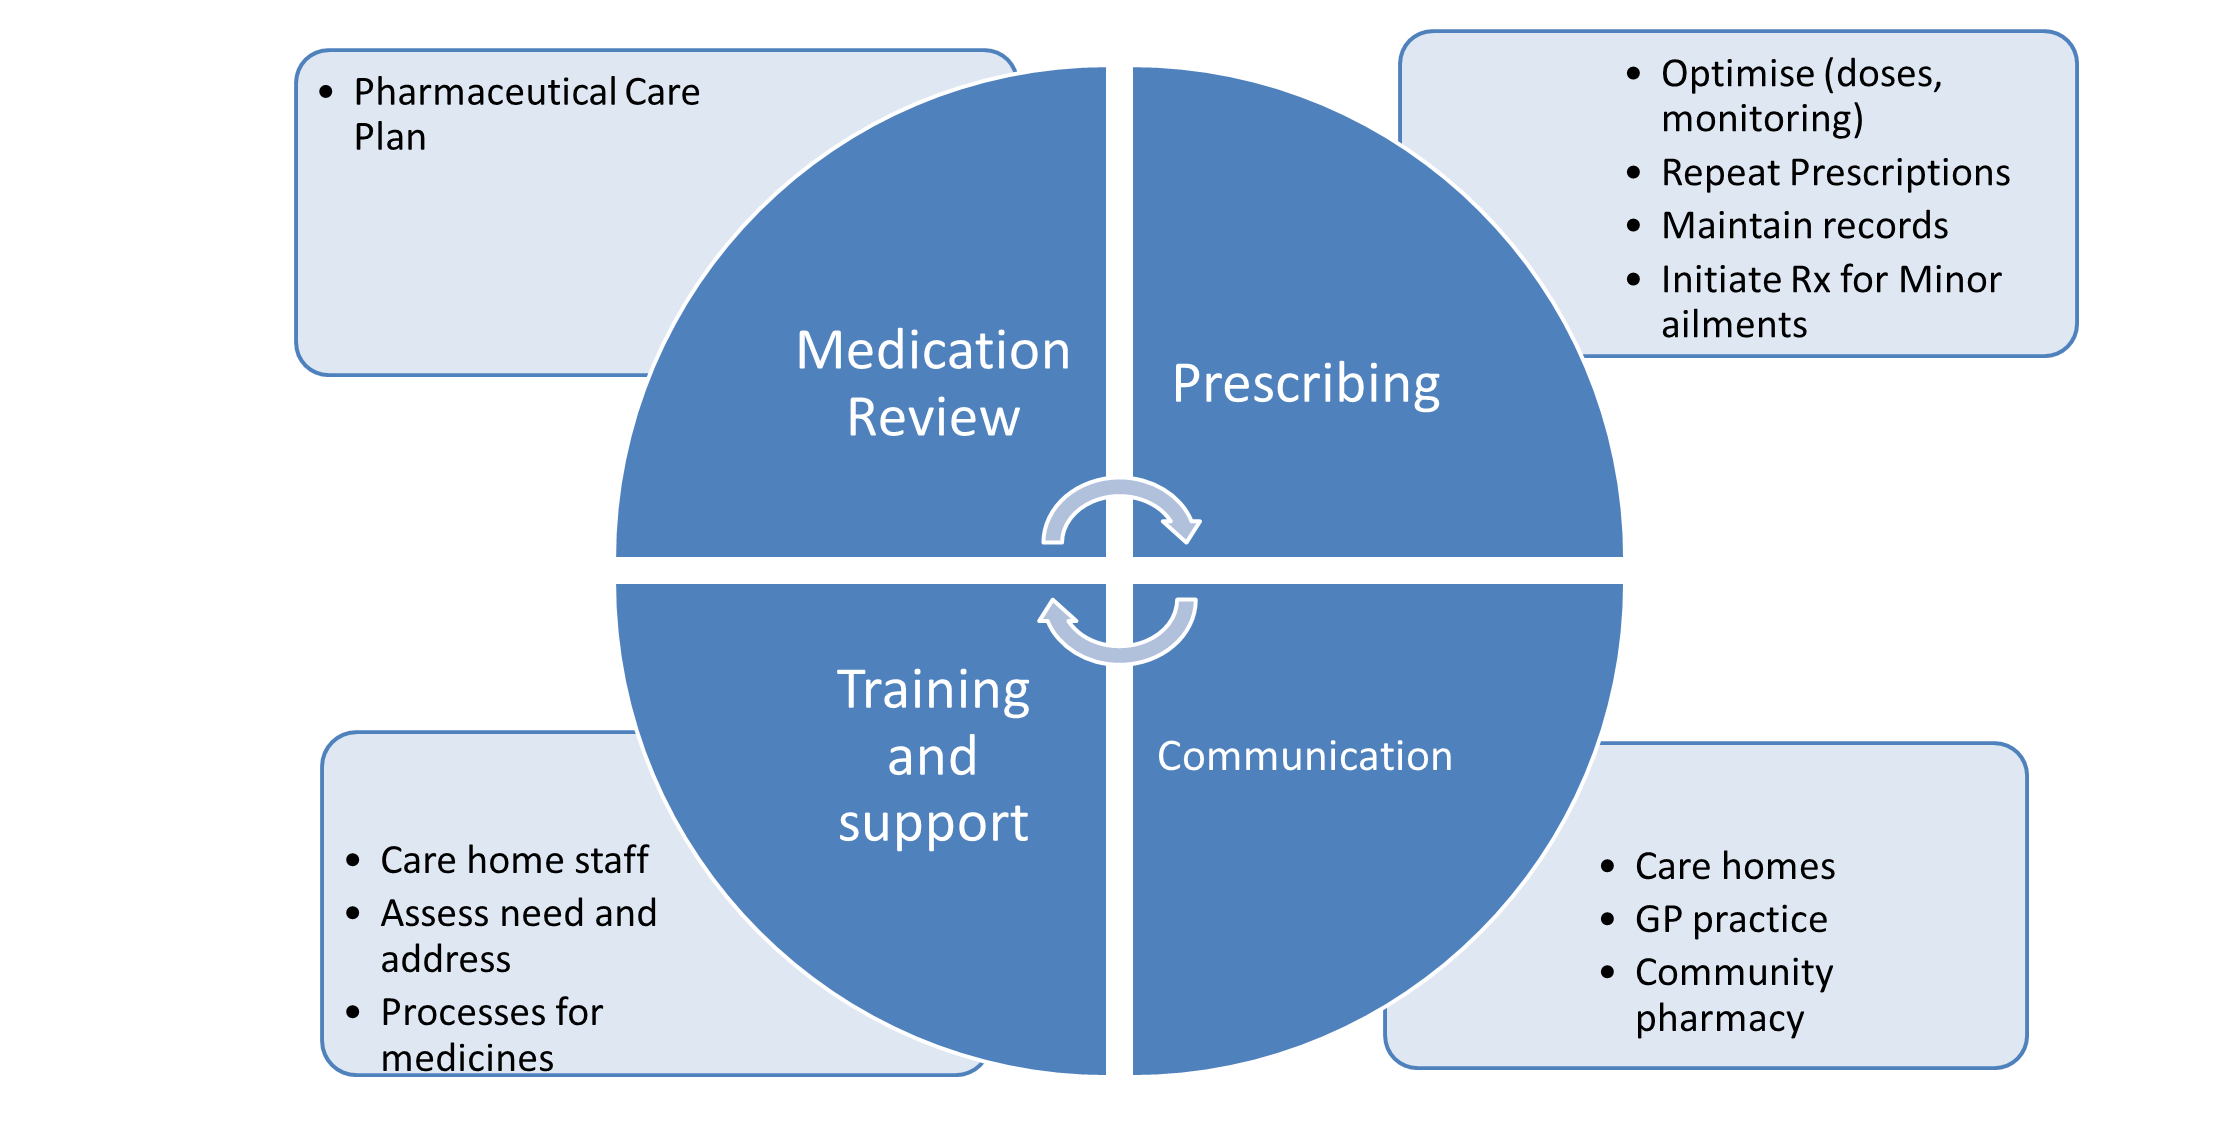 • Pharmaceutical Care
Plan
• Optimise (doses,
monitoring)
• Repeat Prescriptions
• Maintain records
• Initiate Rx for Minor
ailments
Medication
Review
Prescribing
Training
and
support
Communication
• Care home staff
• Assess need and
address
• Processes for
medicines
• Care homes
• GP practice
• Community
pharmacy